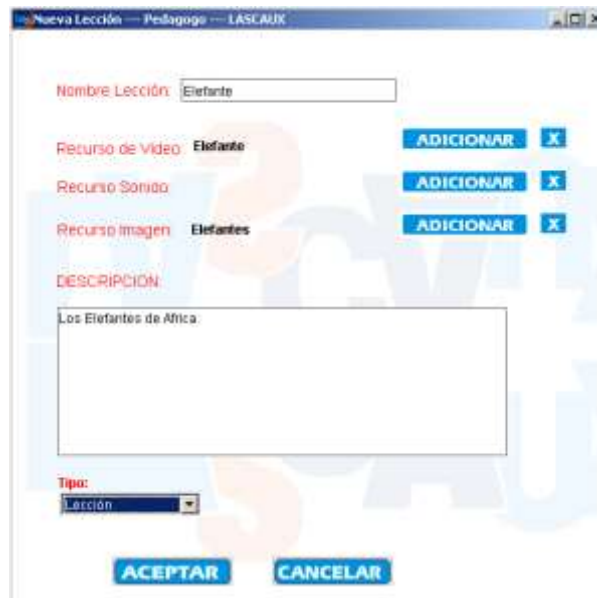 Nueva Lección --- Pedagogo --- LASCAUX
Nombre Lección: Elefante
Recurso de Video: Elefante ADICIONAR X
Recurso Sonido: ADICIONAR X
Recurso Imagen: Elefantes ADICIONAR X
DESCRIPCION:
Los Elefantes de Africa
Tipo:
Lección
ACEPTAR CANCELAR